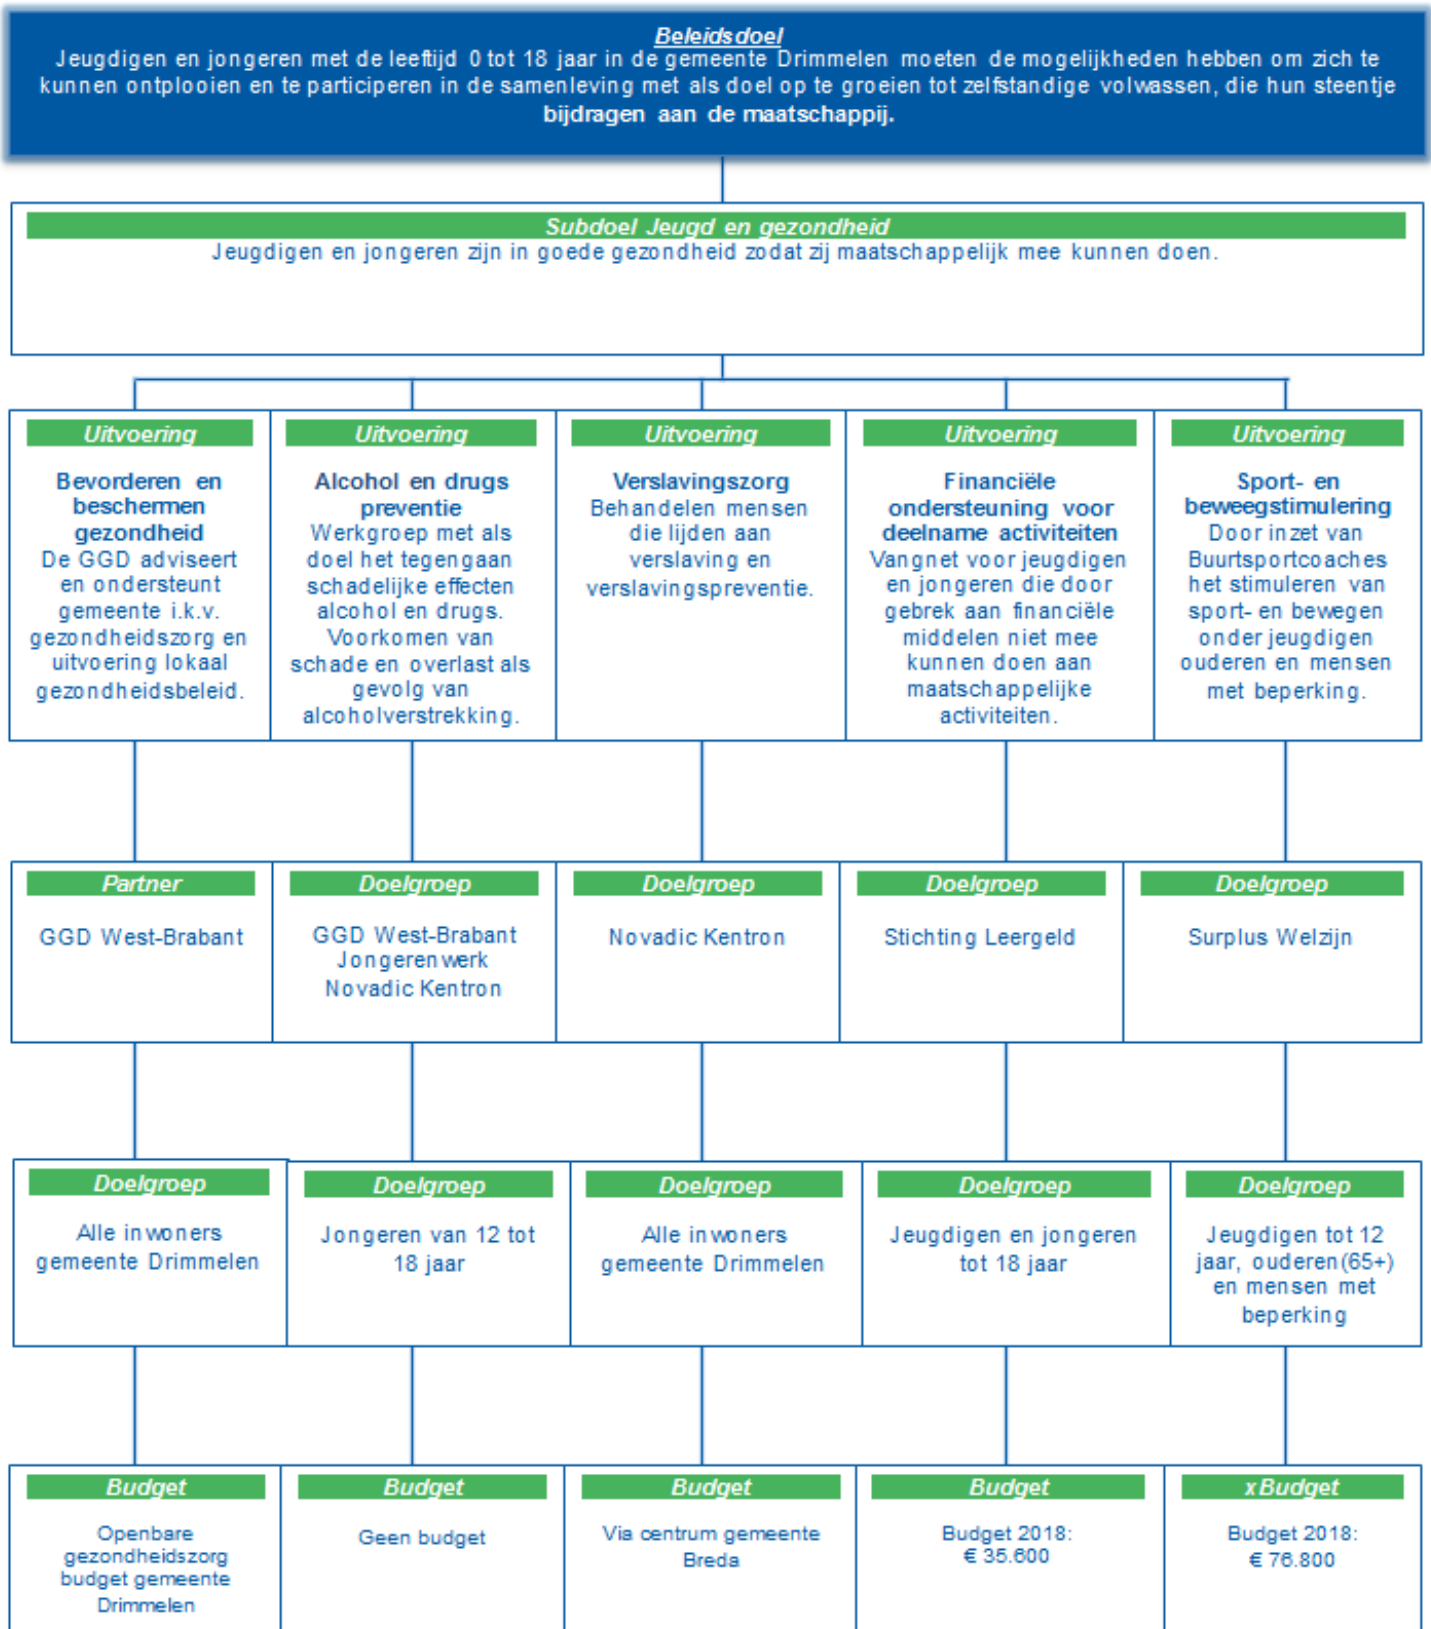 Beleidsdoel
Jeugdigen en jongeren met de leeftijd 0 tot 18 jaar in de gemeente Drimmelen moeten de mogelijkheden hebben om zich te
kunnen ontplooien en te participeren in de samenleving met als doel op te groeien tot zelfstandige volwassen, die hun steentje
bijdragen aan de maatschappij.
Subdoel Jeugd en gezondheid
Jeugdigen en jongeren zijn in goede gezondheid zodat zij maatschappelijk mee kunnen doen.
Uitvoering
Bevorderen en
beschermen
gezondheid
De GGD adviseert
en ondersteunt
gemeente i.k.v.
gezondheidszorg en
uitvoering lokaal
gezondheidsbeleid.
Uitvoering
Alcohol en drugs
preventie
Werkgroep met als
doel het tegengaan
schadelijke effecten
alcohol en drugs.
Voorkomen van
schade en overlast als
gevolg van
alcoholverstrekking.
Uitvoering
Verslavingszorg
Behandelen mensen
die lijden aan
verslaving en
verslavingspreventie.
Uitvoering
Financiële
ondersteuning voor
deelname activiteiten
Vangnet voor jeugdigen
en jongeren die door
gebrek aan financiële
middelen niet mee
kunnen doen aan
maatschappelijke
activiteiten.
Uitvoering
Sport- en
beweegstimulering
Door inzet van
Buurtsportcoaches
het stimuleren van
sport- en bewegen
onder jeugdigen
ouderen en mensen
met beperking.
Partner
GGD West-Brabant
Doelgroep
GGD West-Brabant
Jongerenwerk
Novadic Kentron
Doelgroep
Novadic Kentron
Doelgroep
Stichting Leergeld
Doelgroep
Surplus Welzijn
Doelgroep
Alle inwoners
gemeente Drimmelen
Doelgroep
Jongeren van 12 tot
18 jaar
Doelgroep
Alle inwoners
gemeente Drimmelen
Doelgroep
Jeugdigen en jongeren
tot 18 jaar
Doelgroep
Jeugdigen tot 12
jaar, ouderen(65+)
en mensen met
beperking
Budget
Openbare
gezondheidszorg
budget gemeente
Drimmelen
Budget
Geen budget
Budget
Via centrum gemeente
Breda
Budget
Budget 2018:
€ 35.600
xBudget
Budget 2018:
€ 76.800